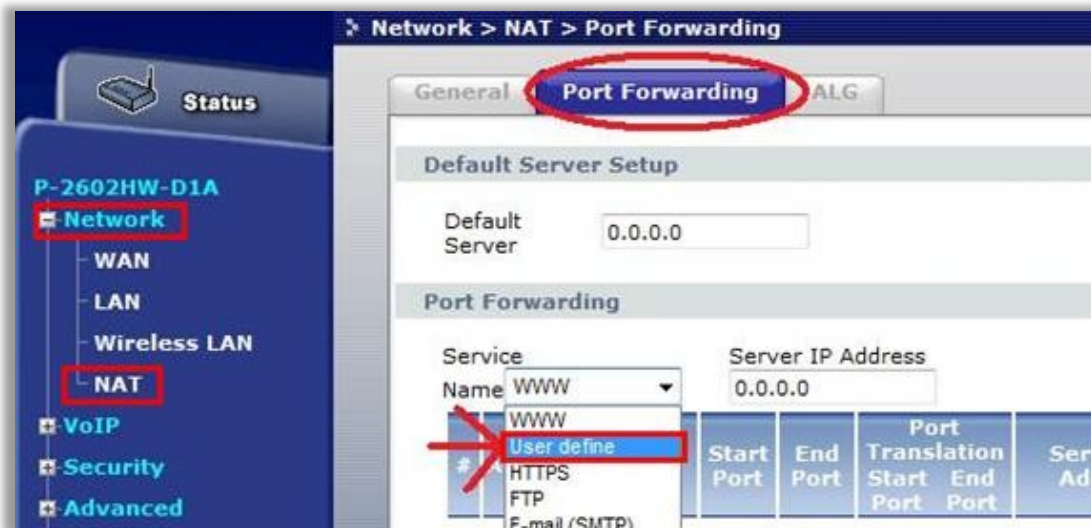 Network > NAT > Port Forwarding
Status
General Port Forwarding ALG
Default Server Setup
P-2602HW-D1A
Network
WAN
LAN
Wireless LAN
NAT
VoIP
Security
Advanced
Default
Server
0.0.0.0
Port Forwarding
Service
Name
WWW
Server IP Address
0.0.0.0
WWW
User define
HTTPS
FTP
E-mail (SMTP)
#
Start
Port
End
Port
Port
Translation
Start End
Port Port